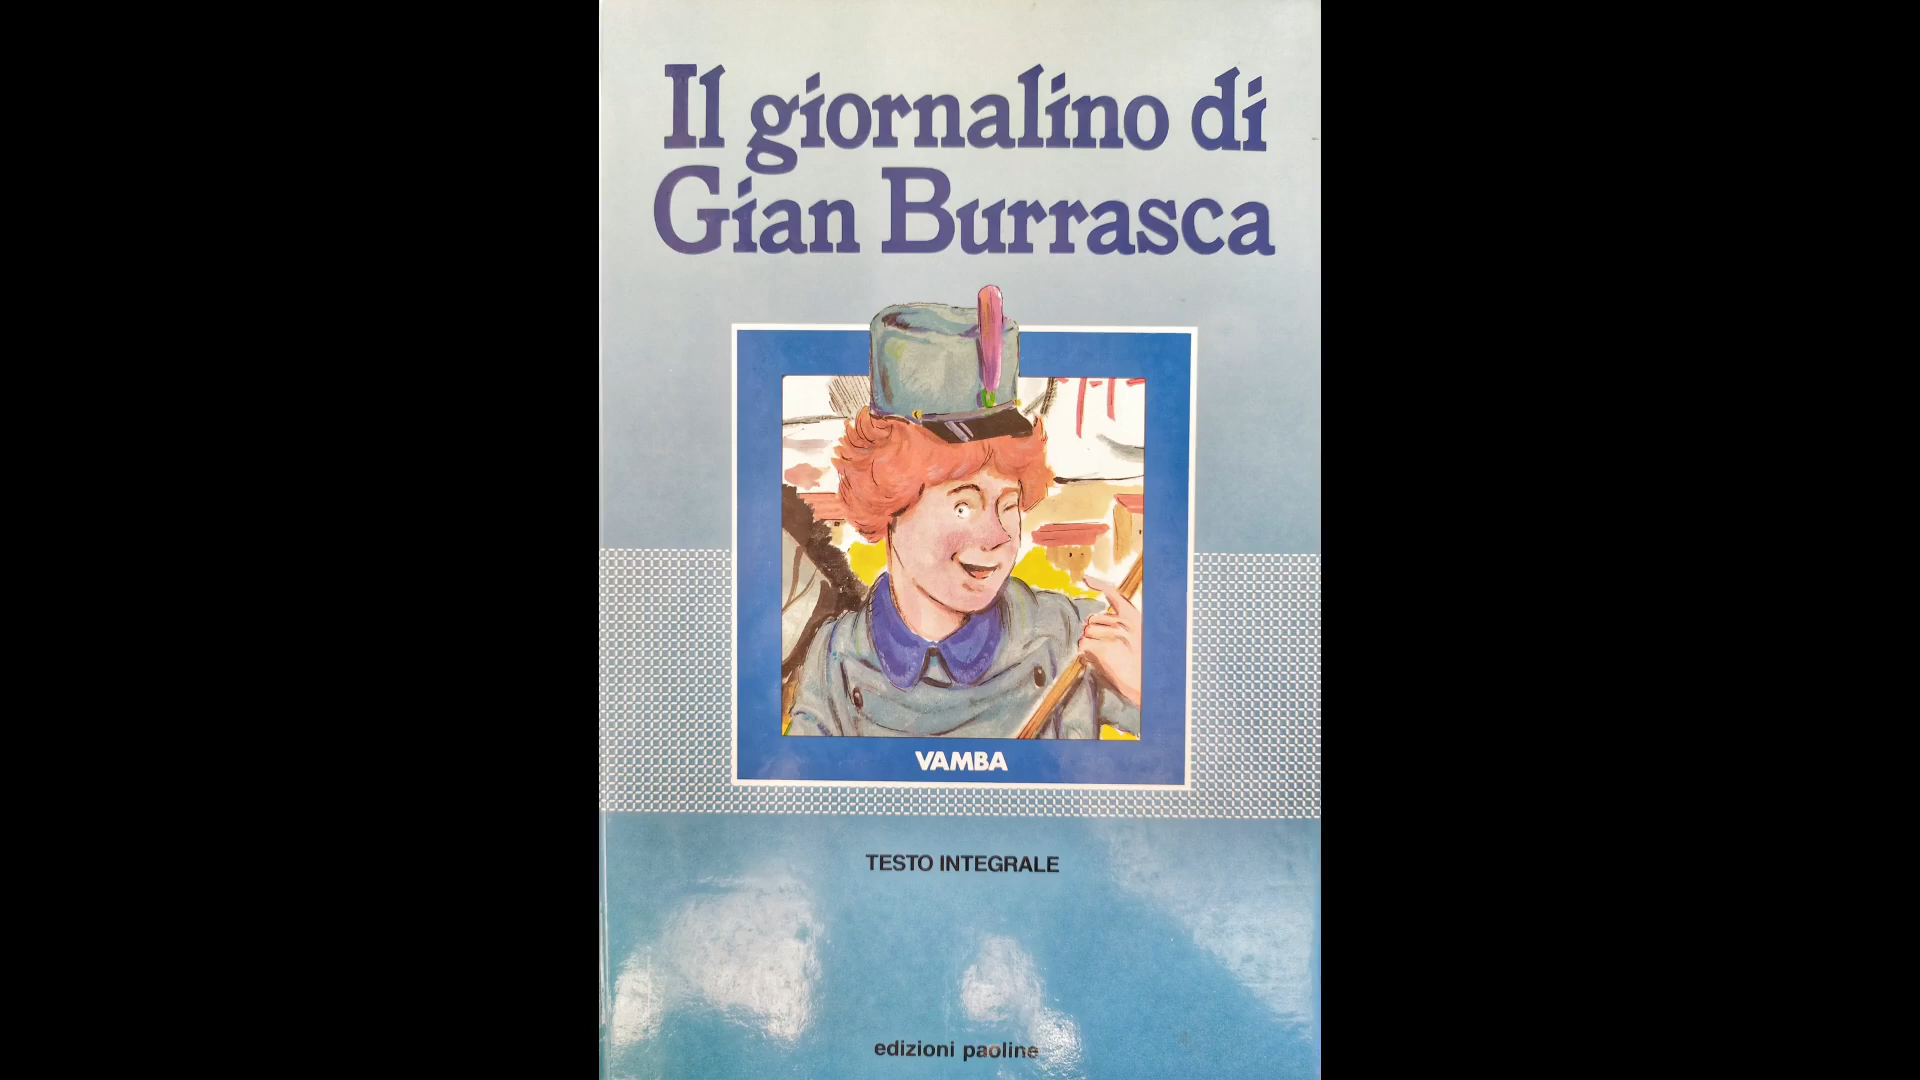 Il giornalino di
Gian Burrasca
VAMBA
TESTO INTEGRALE
edizioni paoline